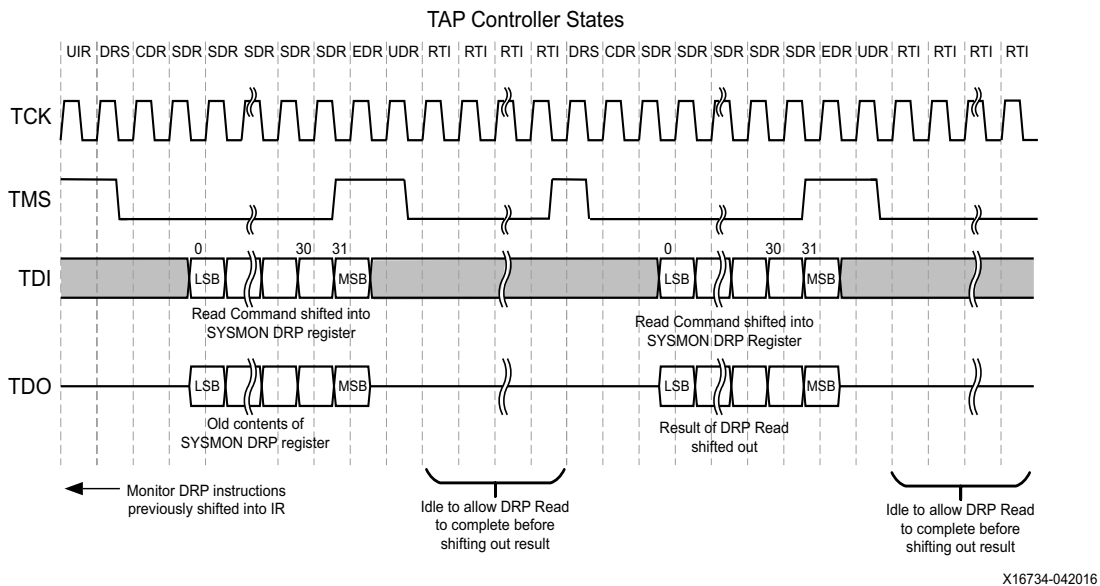 TAP Controller States
UIR DRS CDR SDR SDR SDR SDR SDR EDR UDR RTI RTI RTI RTI DRS CDR SDR SDR SDR SDR SDR EDR UDR RTI RTI RTI RTI
TCK
TMS
0 30 31 0 30 31
TDI LSB MSB LSB MSB
Read Command shifted into
SYSMON DRP register
Read Command shifted into
SYSMON DRP Register
TDO LSB MSB LSB MSB
Old contents of
SYSMON DRP register
Result of DRP Read
shifted out
Monitor DRP instructions
previously shifted into IR
Idle to allow DRP Read
to complete before
shifting out result
Idle to allow DRP Read
to complete before
shifting out result
X16734-042016